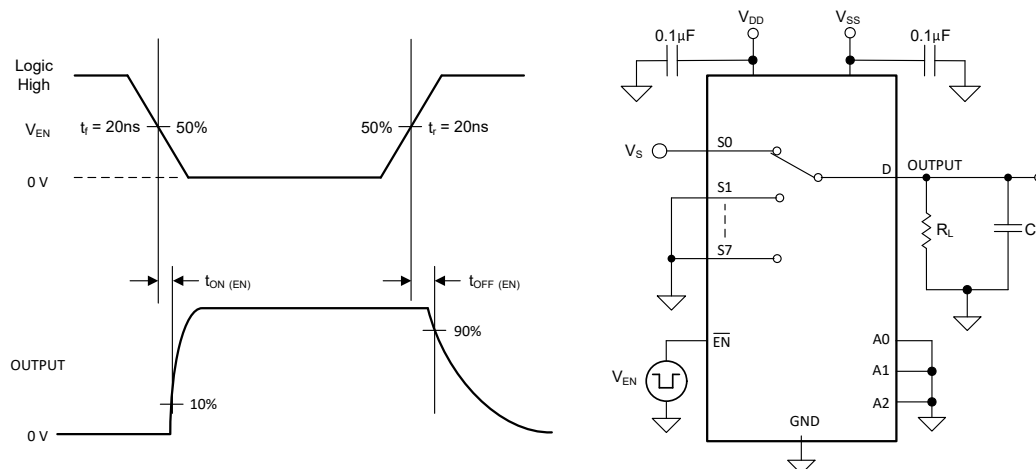 Logic
High
V_EN
t_f = 20ns
50%
50%
t_r = 20ns
0 V
t_ON (EN)
t_OFF (EN)
90%
OUTPUT
10%
0 V
V_DD
V_SS
0.1μF
0.1μF
V_S
S0
D
OUTPUT
S1
R_L
C
S7
EN
V_EN
A0
A1
A2
GND